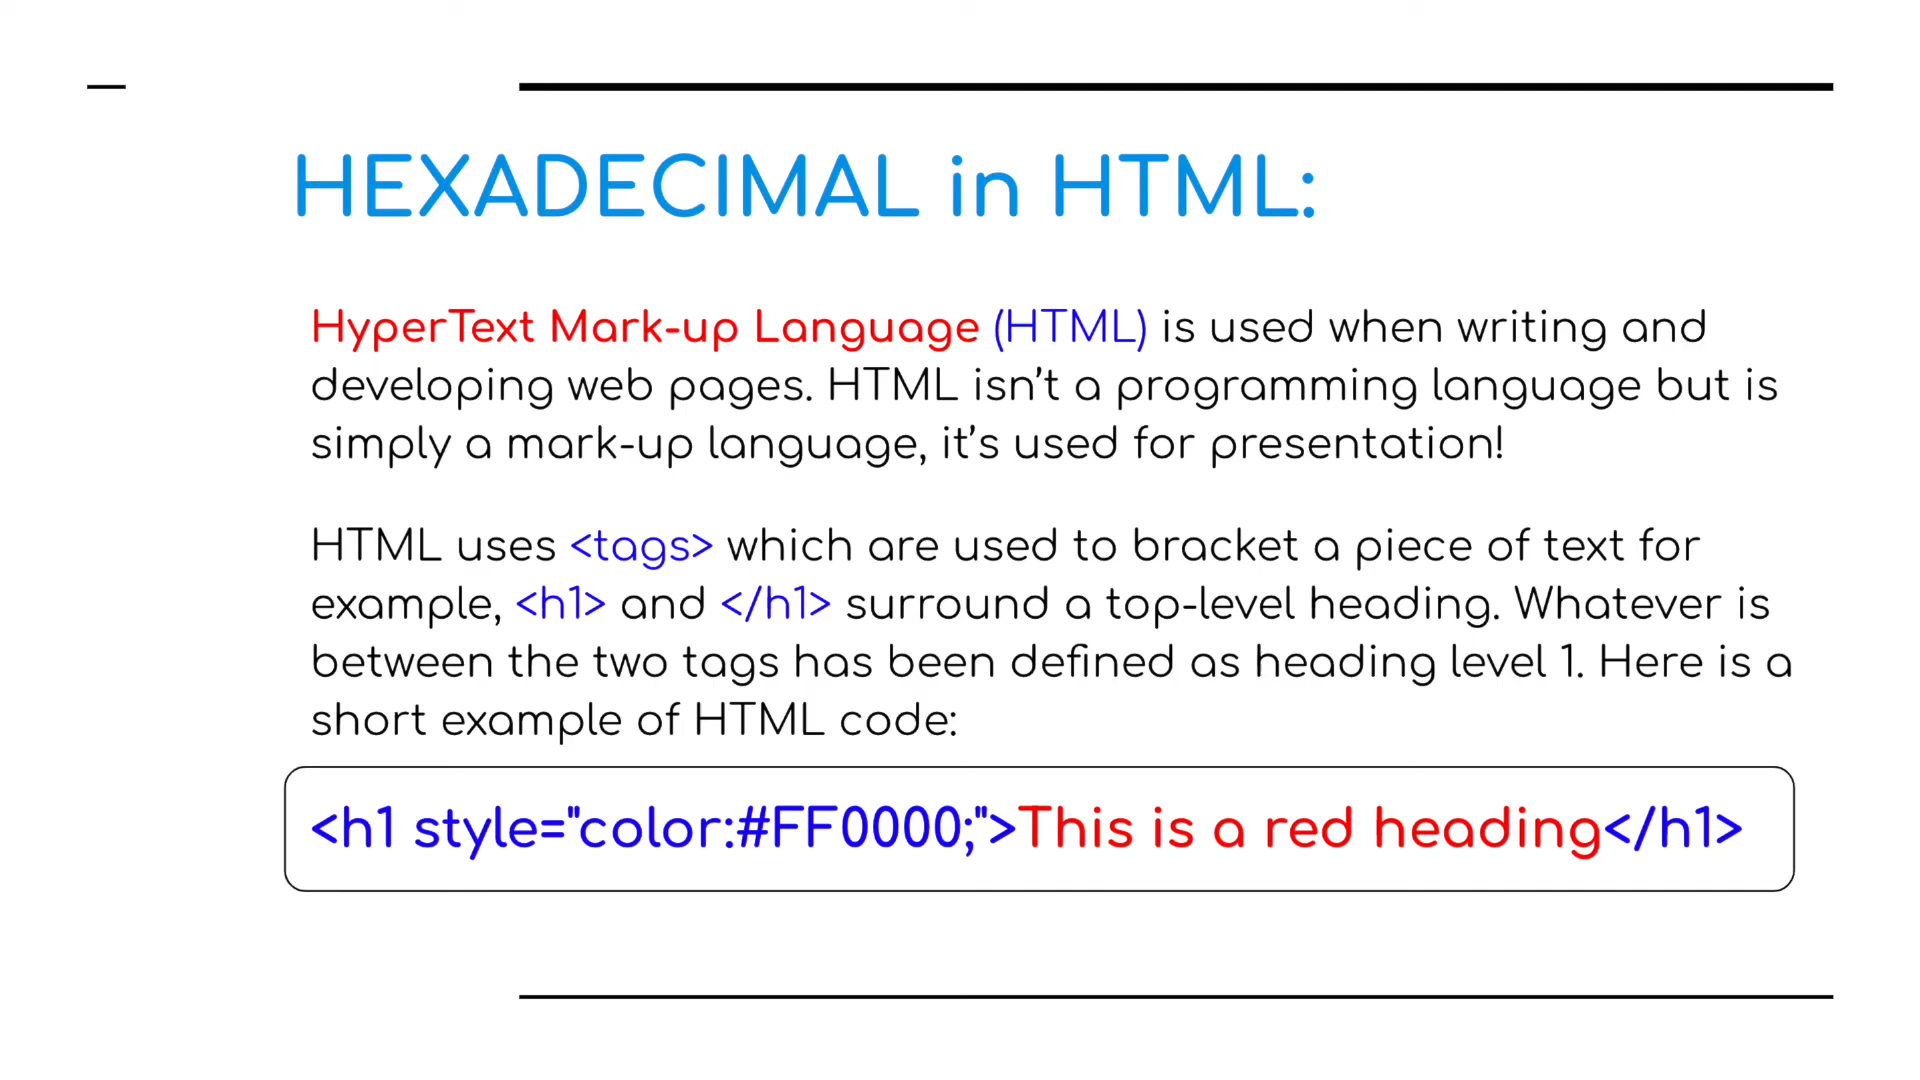 HEXADECIMAL in HTML:
HyperText Mark-up Language (HTML) is used when writing and
developing web pages. HTML isn’t a programming language but is
simply a mark-up language, it’s used for presentation!
HTML uses <tags> which are used to bracket a piece of text for
example, <h1> and </h1> surround a top-level heading. Whatever is
between the two tags has been defined as heading level 1. Here is a
short example of HTML code:
<h1 style="color:#FF0000;">This is a red heading</h1>